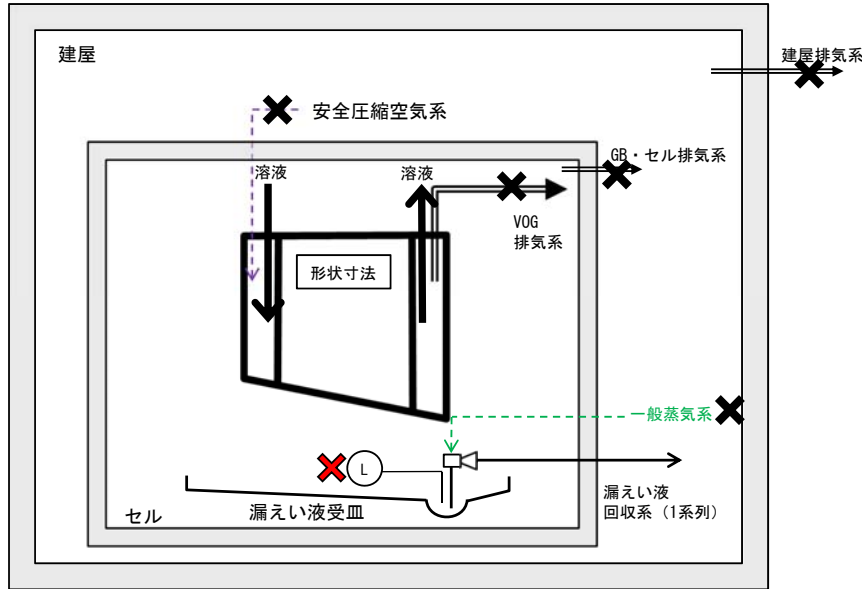 建屋
建屋排気系
安全圧縮空気系
GB・セル排気系
溶液
溶液
VOG
排気系
形状寸法
一般蒸気系
L
漏えい液
回収系（1系列）
セル
漏えい液受皿